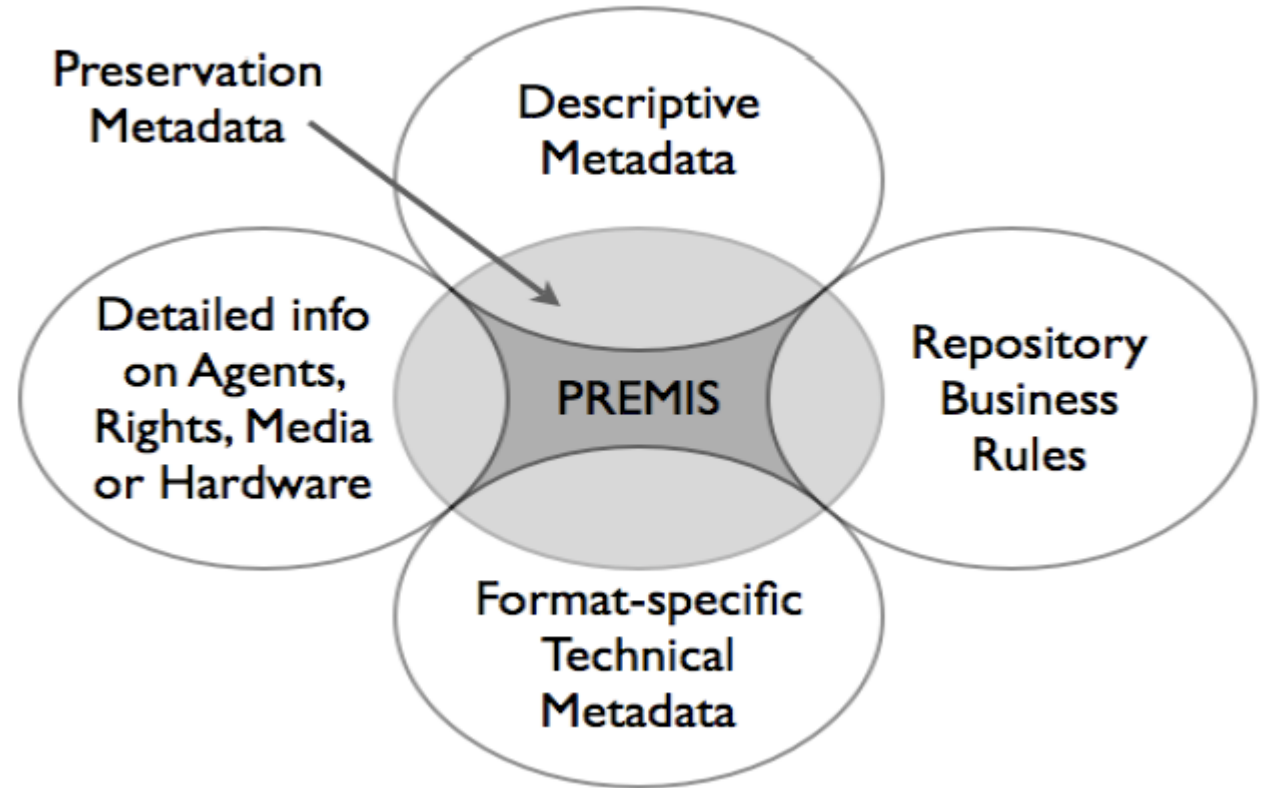 Preservation
Metadata
Descriptive
Metadata
Detailed info
on Agents,
Rights, Media
or Hardware
PREMIS
Repository
Business
Rules
Format-specific
Technical
Metadata